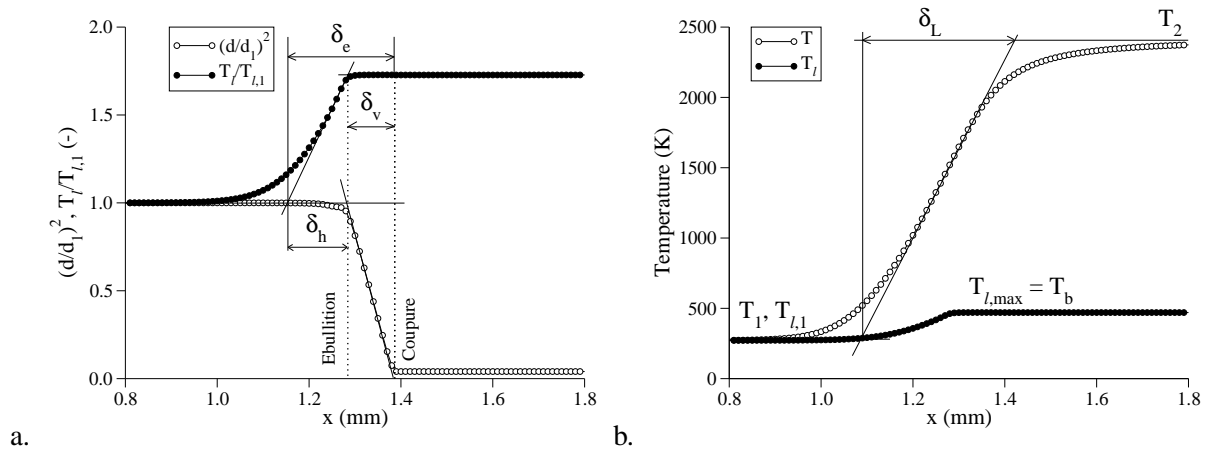 2.0
1.5
1.0
0.5
0.0
(d/d₁)², Tₗ/Tₗ,₁ (-)
(d/d₁)²
Tₗ/Tₗ,₁
δₑ
δᵥ
δₕ
Ebullition
Coupure
0.8 1.0 1.2 1.4 1.6 1.8
x (mm)
a.
2500
2000
1500
1000
500
0
Temperature (K)
T
Tₗ
δ_L
T₂
T₁, Tₗ,₁
Tₗ,max = T_b
0.8 1.0 1.2 1.4 1.6 1.8
x (mm)
b.